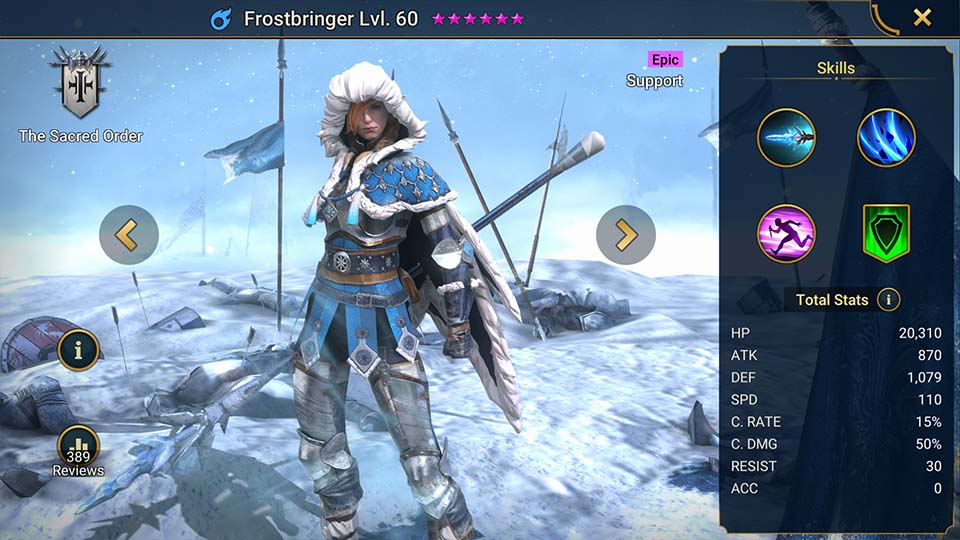 Frostbringer Lvl. 60
The Sacred Order
Epic
Support
389
Reviews
Skills
Total Stats i
HP 20,310
ATK 870
DEF 1,079
SPD 110
C. RATE 15%
C. DMG 50%
RESIST 30
ACC 0